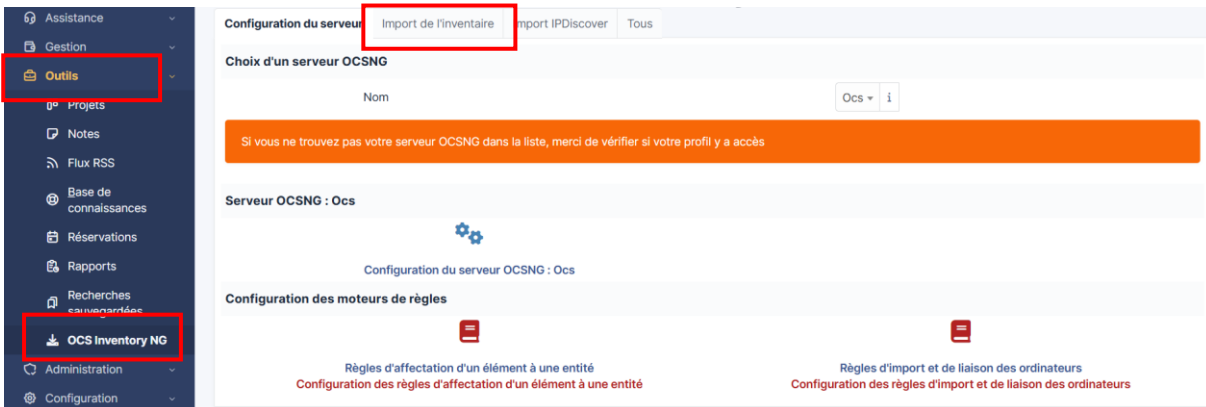 Assistance
Gestion
Outils
Projets
Notes
Flux RSS
Base de
connaissances
Réservations
Rapports
Recherches
sauvegardées
OCS Inventory NG
Administration
Configuration
Configuration du serveur Import de l'inventaire Import IPDiscover Tous
Choix d'un serveur OCSNG
Nom Ocs i
Si vous ne trouvez pas votre serveur OCSNG dans la liste, merci de vérifier si votre profil y a accès
Serveur OCSNG : Ocs
Configuration du serveur OCSNG : Ocs
Configuration des moteurs de règles
Règles d'affectation d'un élément à une entité
Configuration des règles d'affectation d'un élément à une entité
Règles d'import et de liaison des ordinateurs
Configuration des règles d'import et de liaison des ordinateurs